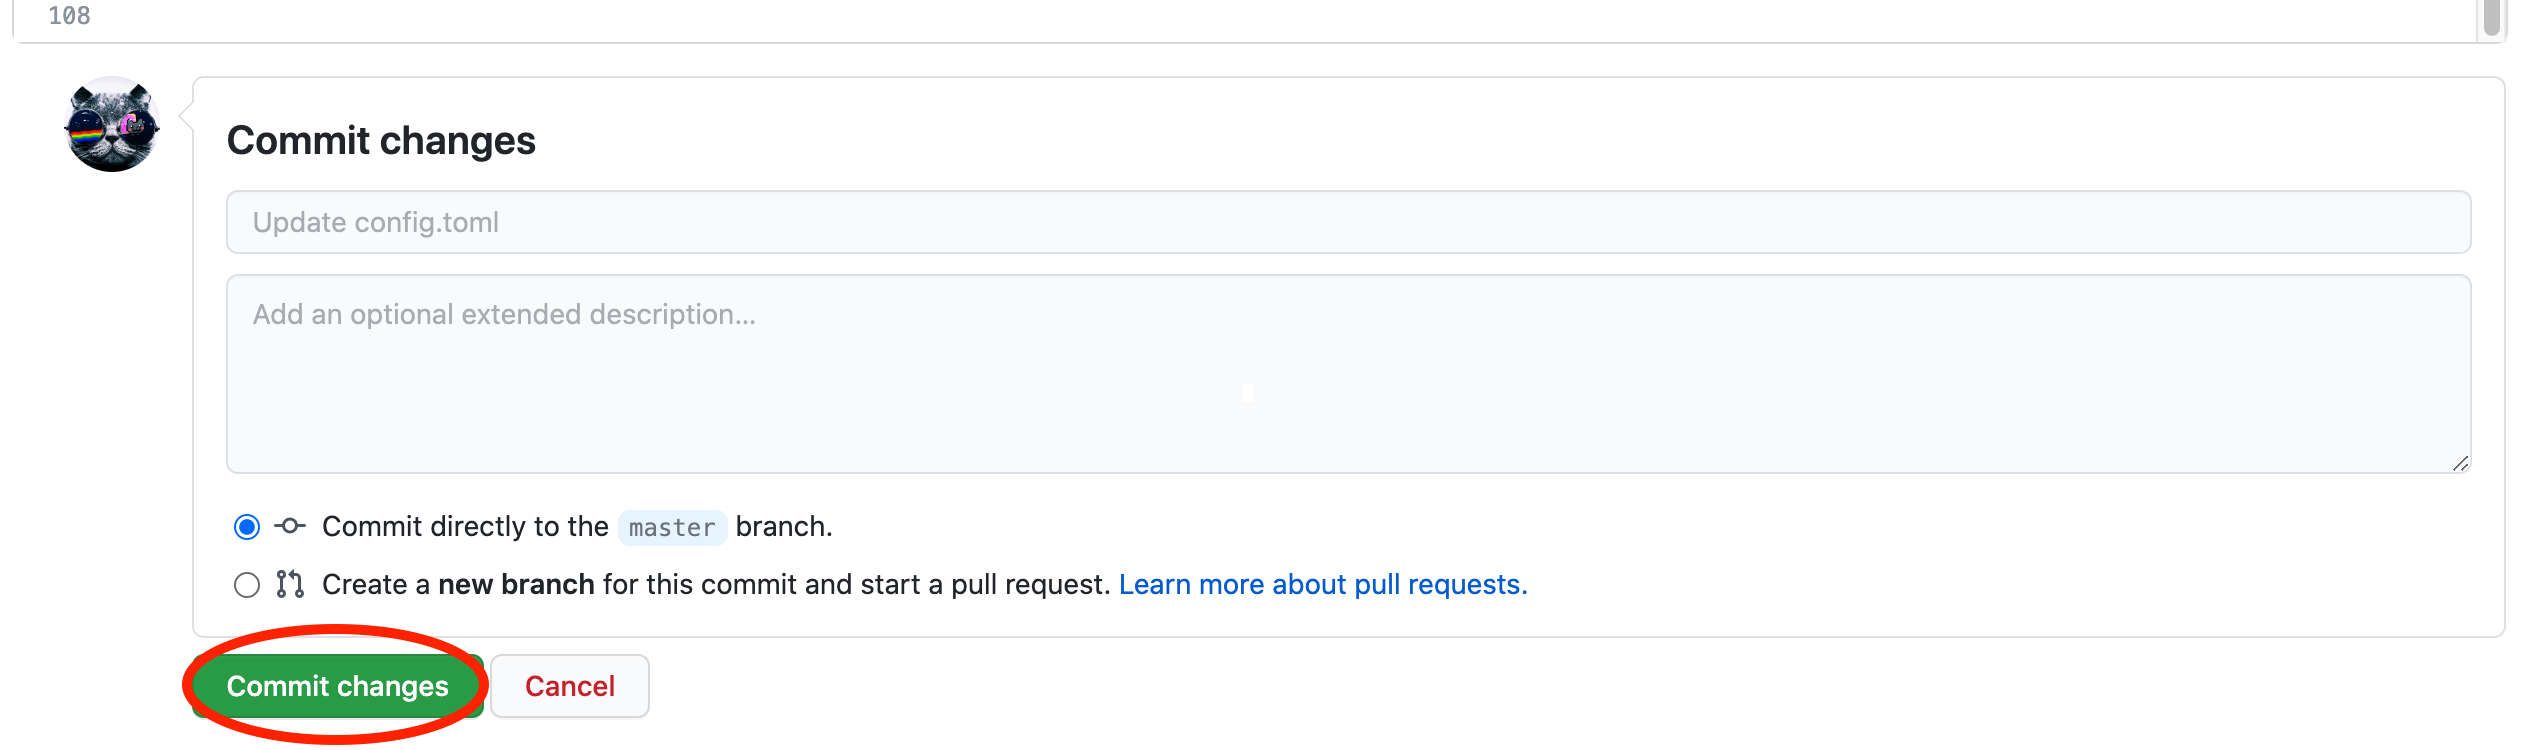 108
Commit changes
Update config.toml
Add an optional extended description...
Commit directly to the master branch.
Create a new branch for this commit and start a pull request. Learn more about pull requests.
Commit changes Cancel